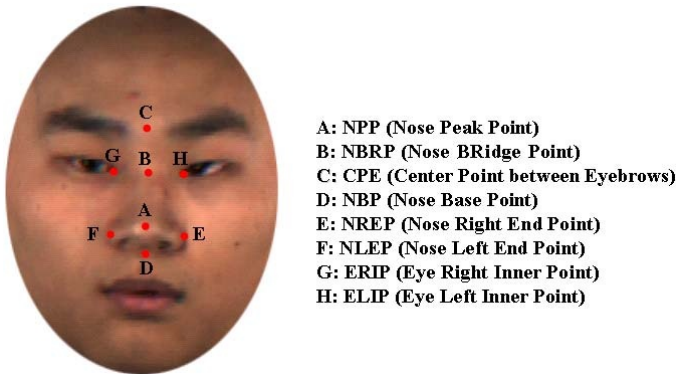 C
G B H
A
F E
D
A: NPP (Nose Peak Point)
B: NBRP (Nose BRidge Point)
C: CPE (Center Point between Eyebrows)
D: NBP (Nose Base Point)
E: NREP (Nose Right End Point)
F: NLEP (Nose Left End Point)
G: ERIP (Eye Right Inner Point)
H: ELIP (Eye Left Inner Point)